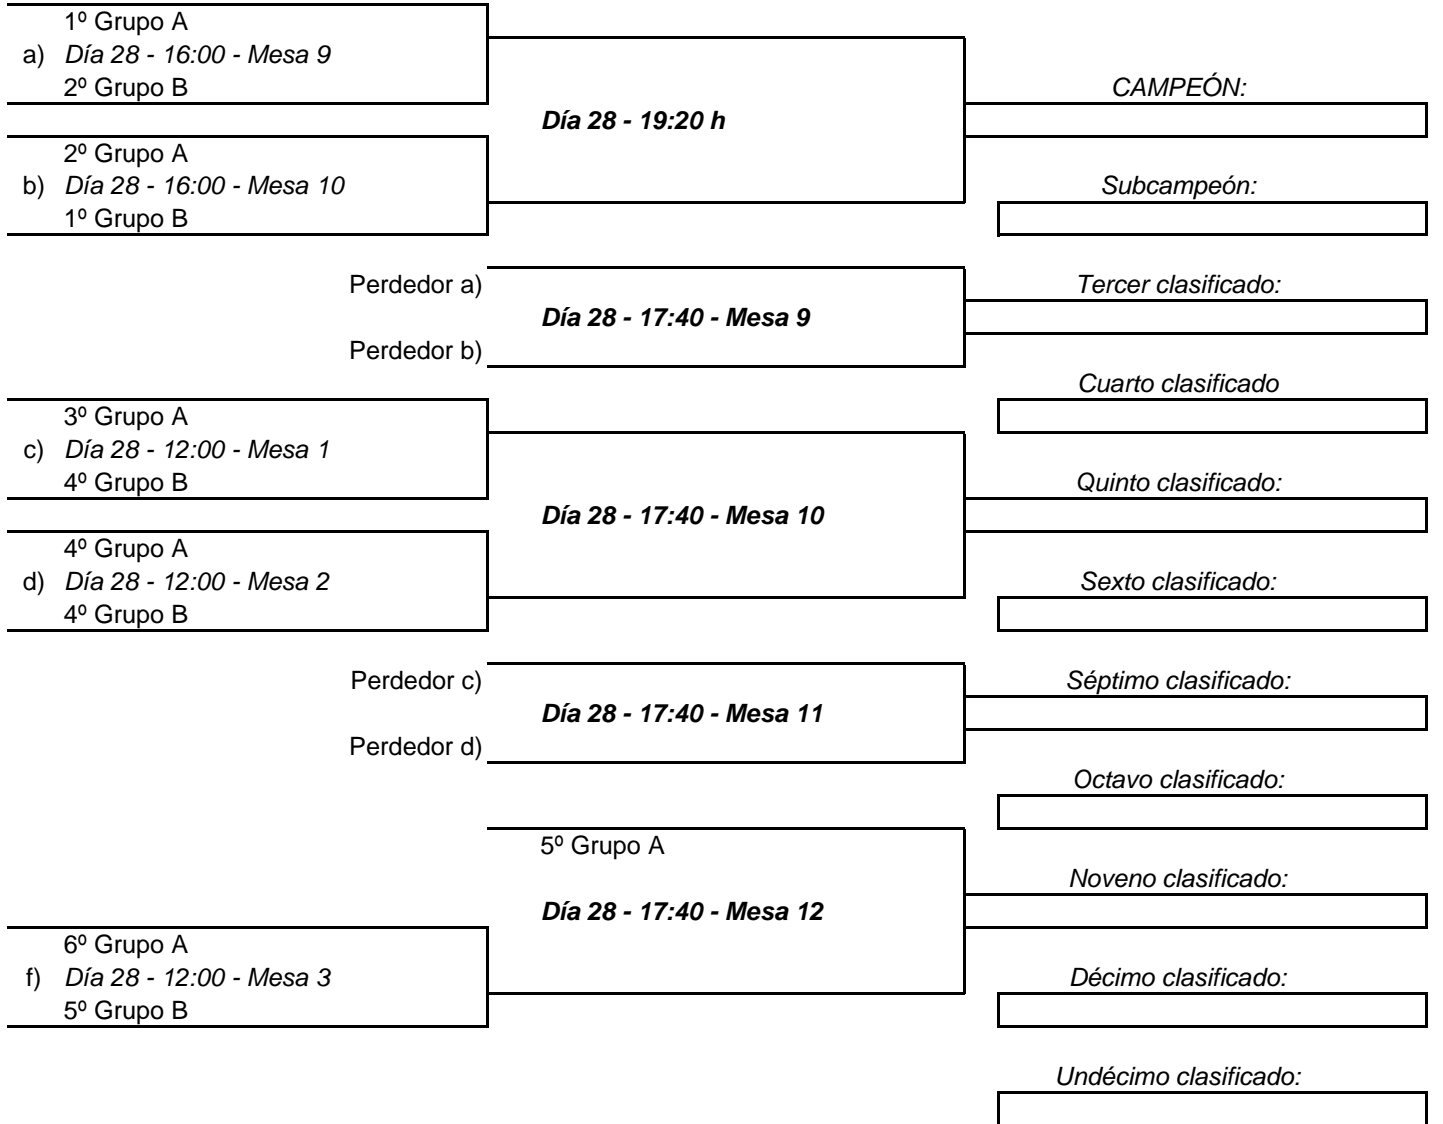 1º Grupo A
a) Día 28 - 16:00 - Mesa 9
2º Grupo B
CAMPEÓN:
Día 28 - 19:20 h
2º Grupo A
b) Día 28 - 16:00 - Mesa 10
Subcampeón:
1º Grupo B
Perdedor a)
Tercer clasificado:
Día 28 - 17:40 - Mesa 9
Perdedor b)
Cuarto clasificado
3º Grupo A
c) Día 28 - 12:00 - Mesa 1
4º Grupo B
Quinto clasificado:
Día 28 - 17:40 - Mesa 10
4º Grupo A
d) Día 28 - 12:00 - Mesa 2
Sexto clasificado:
4º Grupo B
Perdedor c)
Séptimo clasificado:
Día 28 - 17:40 - Mesa 11
Perdedor d)
Octavo clasificado:
5º Grupo A
Noveno clasificado:
Día 28 - 17:40 - Mesa 12
6º Grupo A
f) Día 28 - 12:00 - Mesa 3
Décimo clasificado:
5º Grupo B
Undécimo clasificado: